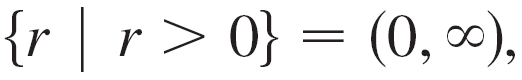 {r | r > 0} = (0, ∞),